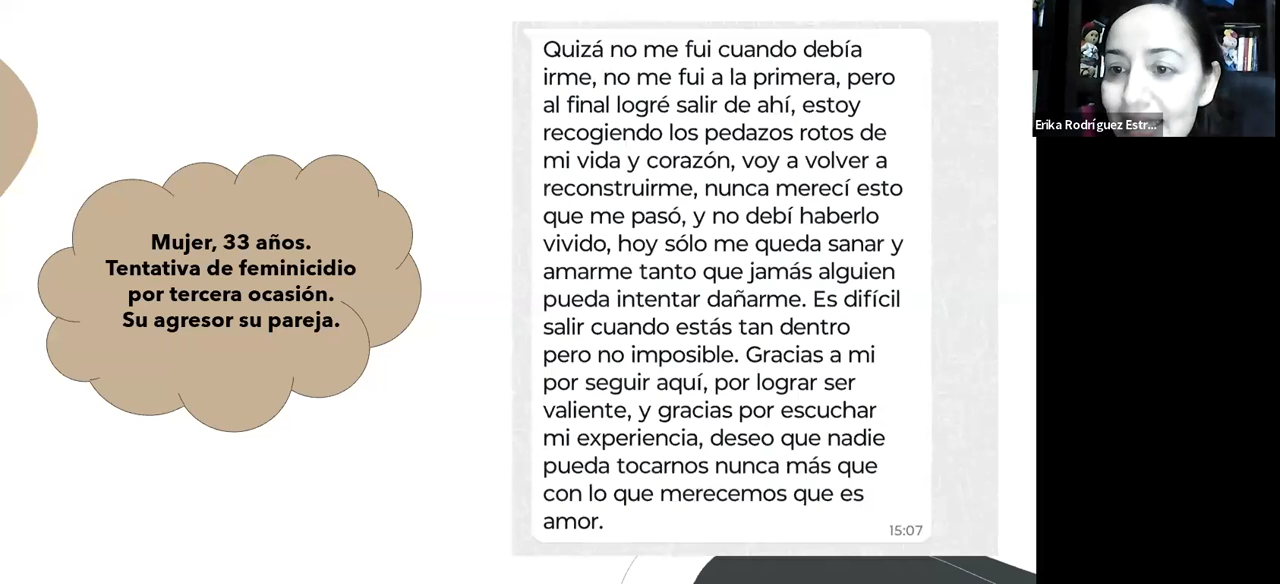 Mujer, 33 años.
Tentativa de feminicidio
por tercera ocasión.
Su agresor su pareja.
Quizá no me fui cuando debía
irme, no me fui a la primera, pero
al final logré salir de ahí, estoy
recogiendo los pedazos rotos de
mi vida y corazón, voy a volver a
reconstruirme, nunca merecí esto
que me pasó, y no debí haberlo
vivido, hoy sólo me queda sanar y
amarme tanto que jamás alguien
pueda intentar dañarme. Es difícil
salir cuando estás tan dentro
pero no imposible. Gracias a mi
por seguir aquí, por lograr ser
valiente, y gracias por escuchar
mi experiencia, deseo que nadie
pueda tocarnos nunca más que
con lo que merecemos que es
amor.
15:07
Erika Rodríguez Estr...